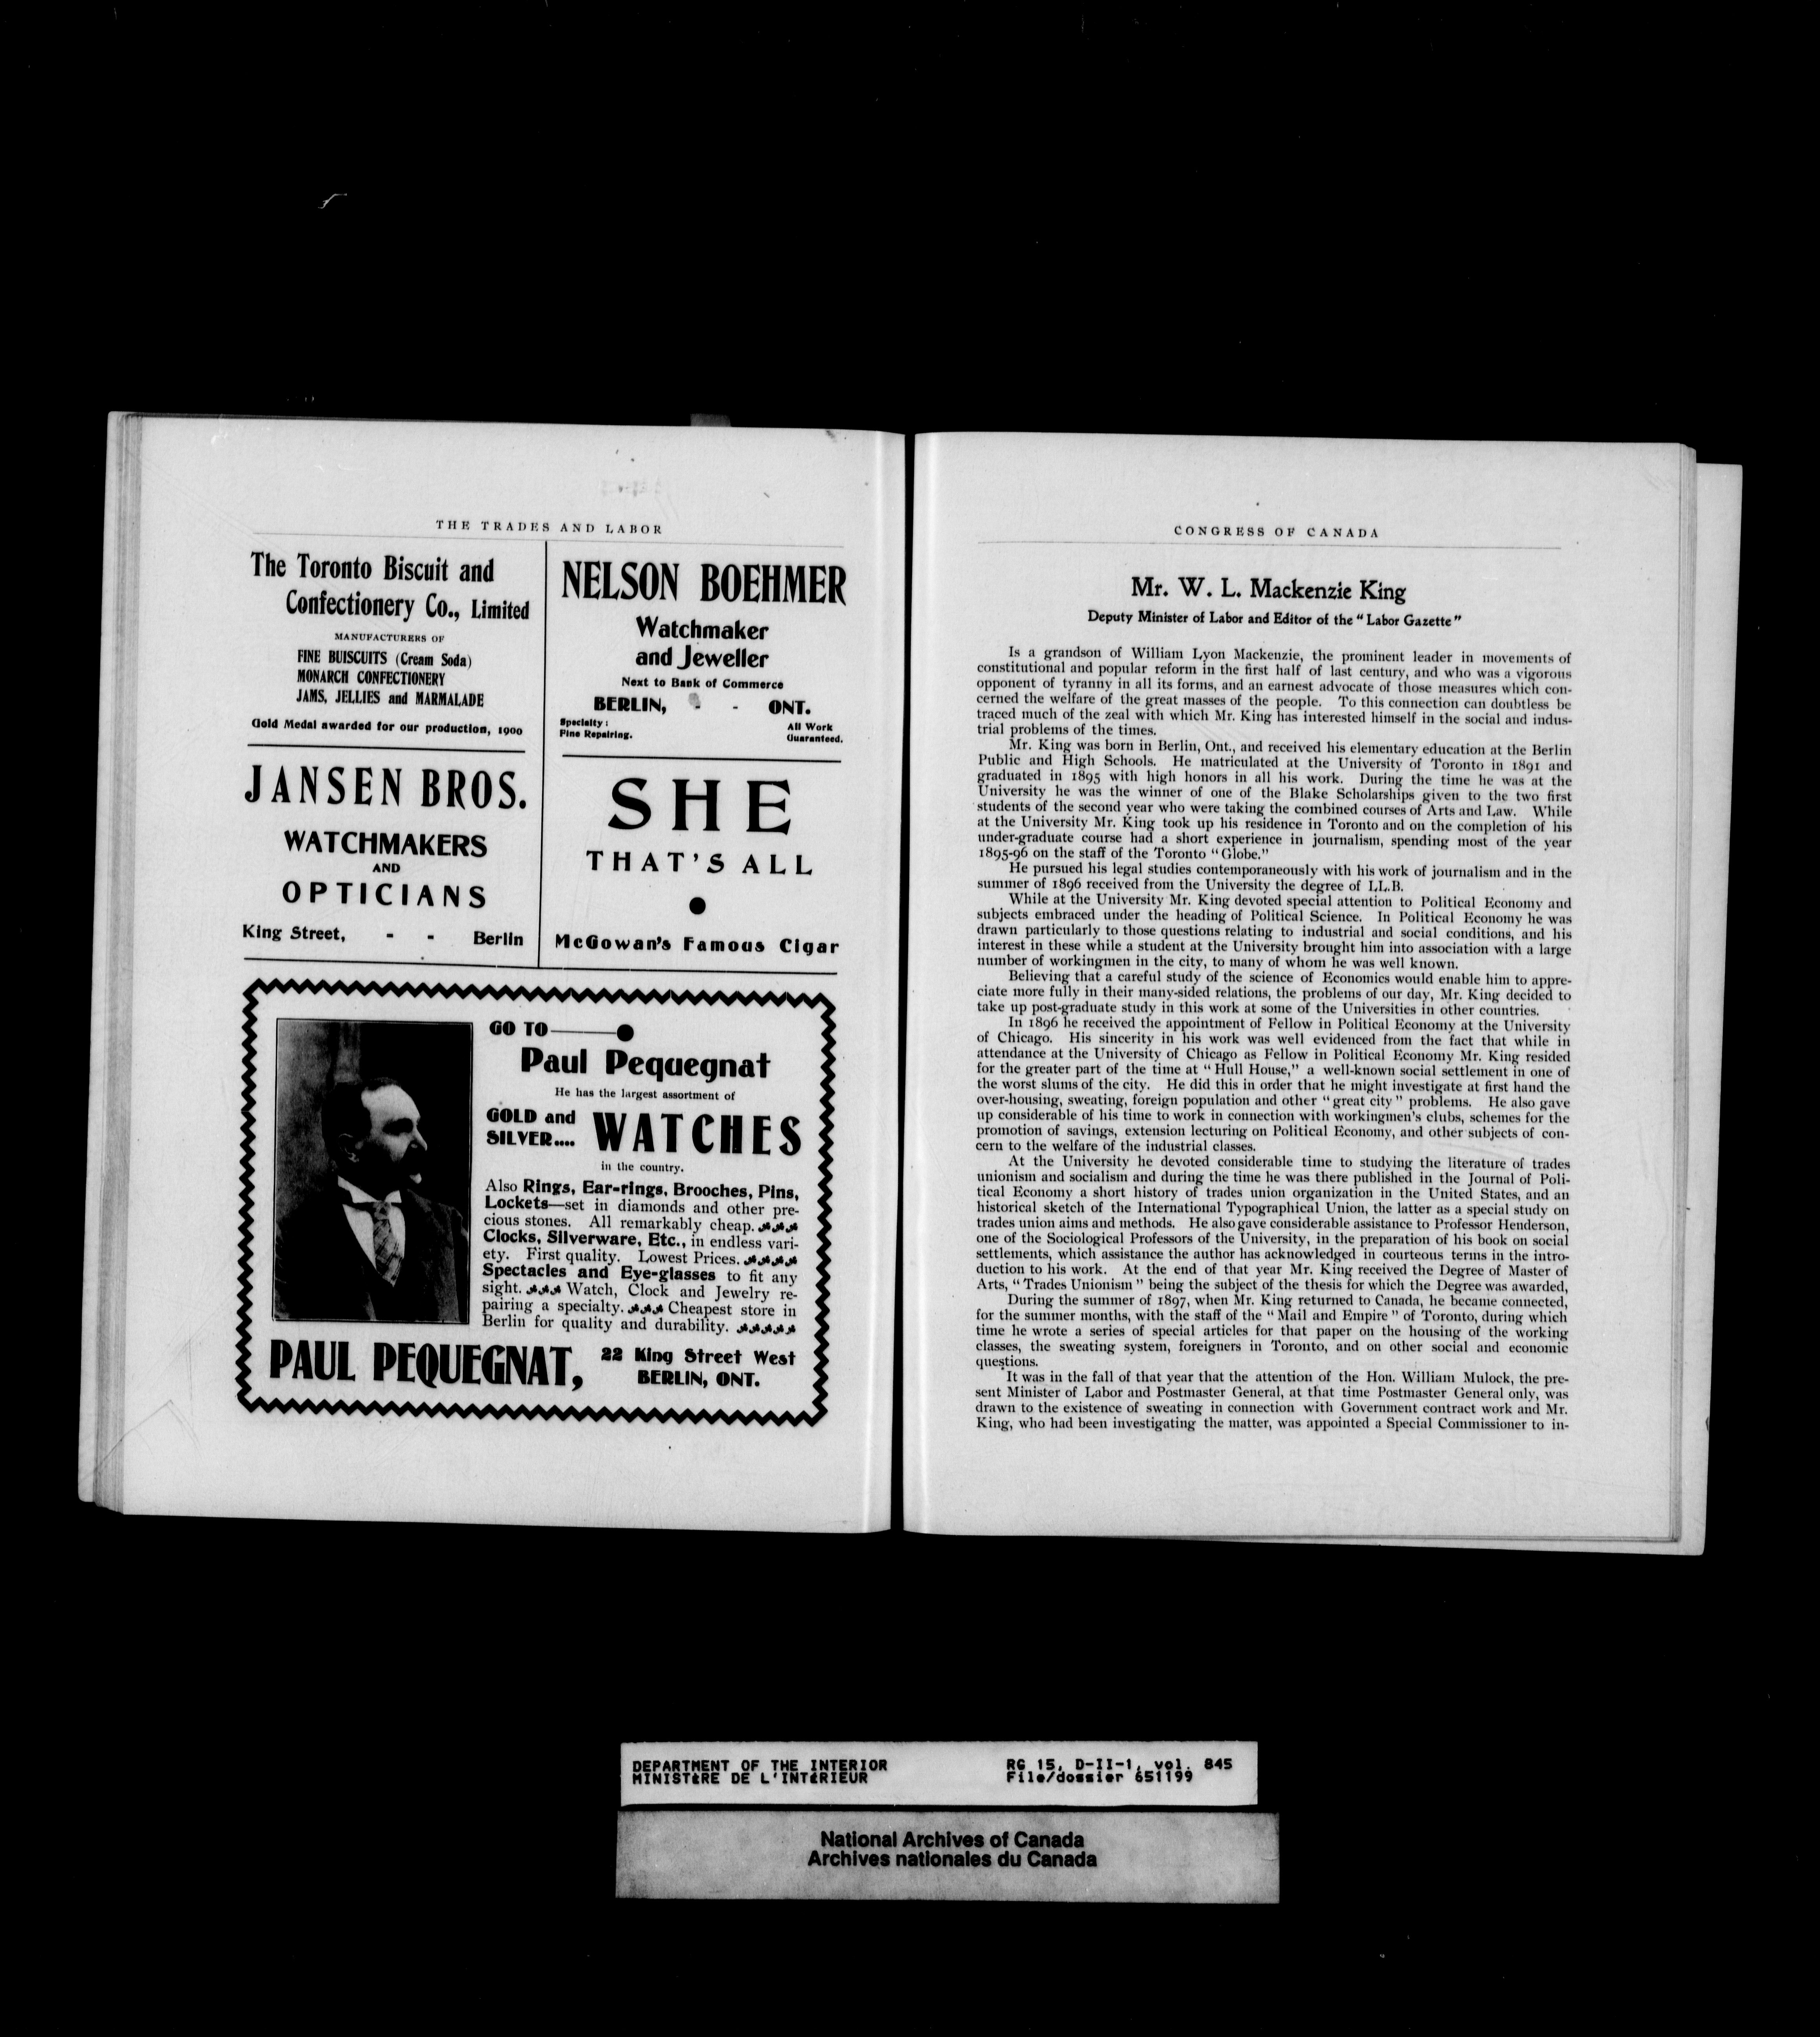 THE TRADES AND LABOR
The Toronto Biscuit and
Confectionery Co., Limited
MANUFACTURERS OF
FINE BUISCUITS (Cream Soda)
MONARCH CONFECTIONERY
JAMS, JELLIES and MARMALADE
Gold Medal awarded for our production, 1900
JANSEN BROS.
WATCHMAKERS
AND
OPTICIANS
King Street, - - Berlin
NELSON BOEHMER
Watchmaker
and Jeweller
Next to Bank of Commerce
BERLIN, - - ONT.
Specialty: All Work
Fine Repairing. Guaranteed.
SHE
THAT'S ALL
McGowan's Famous Cigar
GO TO
Paul Pequegnat
He has the largest assortment of
GOLD and
SILVER.... WATCHES
in the country.
Also Rings, Ear-rings, Brooches, Pins,
Lockets—set in diamonds and other pre-
cious stones. All remarkably cheap.
Clocks, Silverware, Etc., in endless vari-
ety. First quality. Lowest Prices.
Spectacles and Eye-glasses to fit any
sight. Watch, Clock and Jewelry re-
pairing a specialty. Cheapest store in
Berlin for quality and durability.
PAUL PEQUEGNAT, 22 King Street West
BERLIN, ONT.
CONGRESS OF CANADA
Mr. W. L. Mackenzie King
Deputy Minister of Labor and Editor of the "Labor Gazette"
Is a grandson of William Lyon Mackenzie, the prominent leader in movements of
constitutional and popular reform in the first half of last century, and who was a vigorous
opponent of tyranny in all its forms, and an earnest advocate of those measures which con-
cerned the welfare of the great masses of the people. To this connection can doubtless be
traced much of the zeal with which Mr. King has interested himself in the social and indus-
trial problems of the times.
Mr. King was born in Berlin, Ont., and received his elementary education at the Berlin
Public and High Schools. He matriculated at the University of Toronto in 1891 and
graduated in 1895 with high honors in all his work. During the time he was at the
University he was the winner of one of the Blake Scholarships given to the two first
students of the second year who were taking the combined courses of Arts and Law. While
at the University Mr. King took up his residence in Toronto and on the completion of his
under-graduate course had a short experience in journalism, spending most of the year
1895-96 on the staff of the Toronto "Globe."
He pursued his legal studies contemporaneously with his work of journalism and in the
summer of 1896 received from the University the degree of LL.B.
While at the University Mr. King devoted special attention to Political Economy and
subjects embraced under the heading of Political Science. In Political Economy he was
drawn particularly to those questions relating to industrial and social conditions, and his
interest in these while a student at the University brought him into association with a large
number of workingmen in the city, to many of whom he was well known.
Believing that a careful study of the science of Economics would enable him to appre-
ciate more fully in their many-sided relations, the problems of our day, Mr. King decided to
take up post-graduate study in this work at some of the Universities in other countries.
In 1896 he received the appointment of Fellow in Political Economy at the University
of Chicago. His sincerity in his work was well evidenced from the fact that while in
attendance at the University of Chicago as Fellow in Political Economy Mr. King resided
for the greater part of the time at "Hull House," a well-known social settlement in one of
the worst slums of the city. He did this in order that he might investigate at first hand the
over-housing, sweating, foreign population and other "great city" problems. He also gave
up considerable of his time to work in connection with workingmen's clubs, schemes for the
promotion of savings, extension lecturing on Political Economy, and other subjects of con-
cern to the welfare of the industrial classes.
At the University he devoted considerable time to studying the literature of trades
unionism and socialism and during the time he was there published in the Journal of Poli-
tical Economy a short history of trades union organization in the United States, and an
historical sketch of the International Typographical Union, the latter as a special study on
trades union aims and methods. He also gave considerable assistance to Professor Henderson,
one of the Sociological Professors of the University, in the preparation of his book on social
settlements, which assistance the author has acknowledged in courteous terms in the intro-
duction to his work. At the end of that year Mr. King received the Degree of Master of
Arts, "Trades Unionism" being the subject of the thesis for which the Degree was awarded,
During the summer of 1897, when Mr. King returned to Canada, he became connected,
for the summer months, with the staff of the "Mail and Empire" of Toronto, during which
time he wrote a series of special articles for that paper on the housing of the working
classes, the sweating system, foreigners in Toronto, and on other social and economic
questions.
It was in the fall of that year that the attention of the Hon. William Mulock, the pre-
sent Minister of Labor and Postmaster General, at that time Postmaster General only, was
drawn to the existence of sweating in connection with Government contract work and Mr.
King, who had been investigating the matter, was appointed a Special Commissioner to in-
DEPARTMENT OF THE INTERIOR RG 15, D-II-1, vol. 845
MINISTÈRE DE L'INTÉRIEUR File/dossier 651199
National Archives of Canada
Archives nationales du Canada